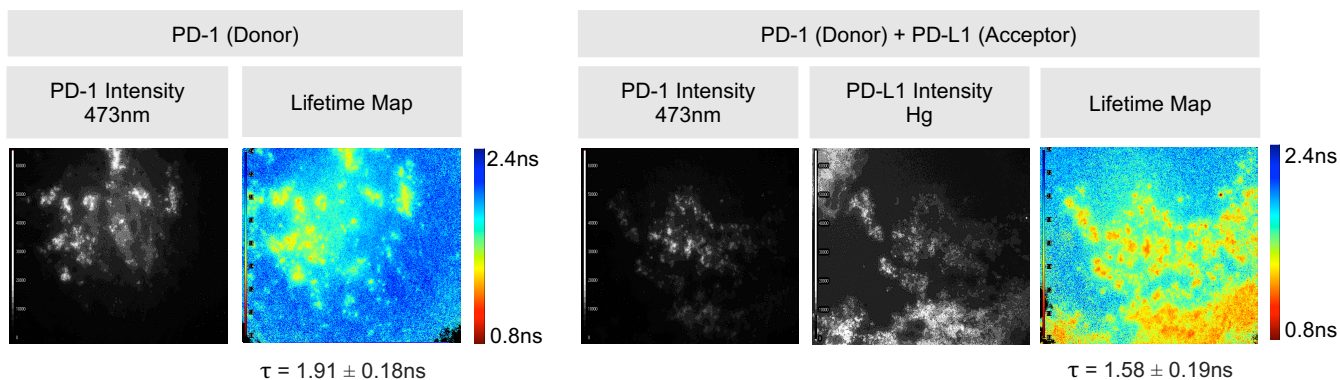 PD-1 (Donor)
PD-1 (Donor) + PD-L1 (Acceptor)
PD-1 Intensity
473nm
Lifetime Map
PD-1 Intensity
473nm
PD-L1 Intensity
Hg
Lifetime Map
2.4ns
0.8ns
2.4ns
0.8ns
τ = 1.91 ± 0.18ns
τ = 1.58 ± 0.19ns